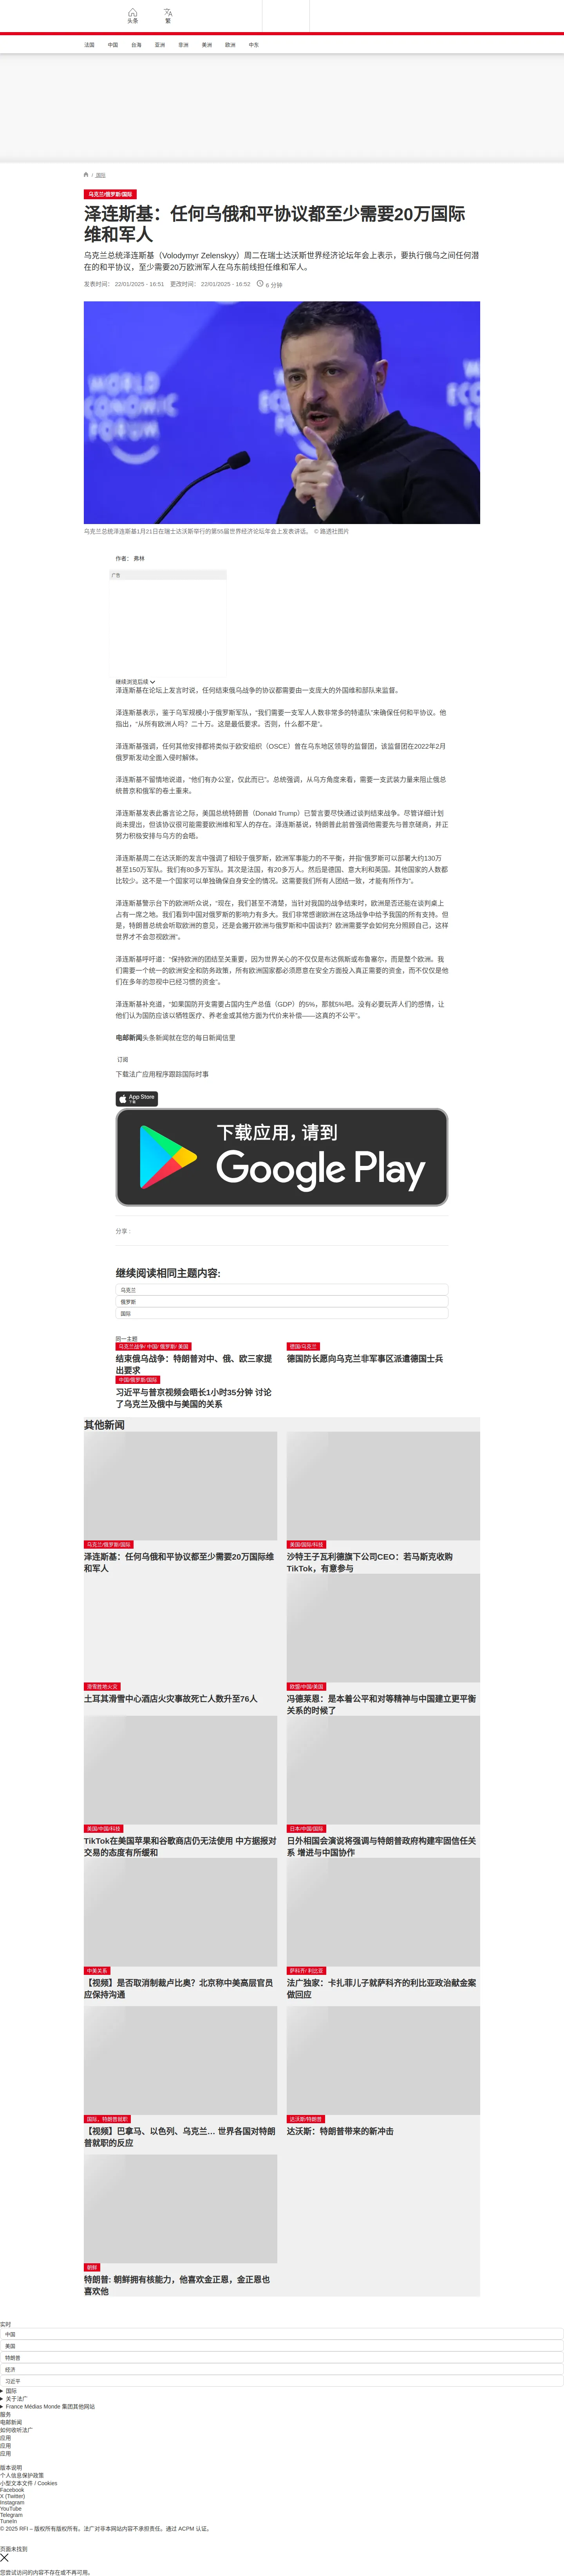 头条
繁
法国
中国
台海
亚洲
非洲
美洲
欧洲
中东
/ 国际
乌克兰/俄罗斯/国际
泽连斯基：任何乌俄和平协议都至少需要20万国际
维和军人
乌克兰总统泽连斯基（Volodymyr Zelenskyy）周二在瑞士达沃斯世界经济论坛年会上表示，要执行俄乌之间任何潜
在的和平协议，至少需要20万欧洲军人在乌东前线担任维和军人。
发表时间： 22/01/2025 - 16:51 更改时间： 22/01/2025 - 16:52 6 分钟
乌克兰总统泽连斯基1月21日在瑞士达沃斯举行的第55届世界经济论坛年会上发表讲话。 © 路透社图片
作者： 弗林
广告
继续浏览后续
泽连斯基在论坛上发言时说，任何结束俄乌战争的协议都需要由一支庞大的外国维和部队来监督。
泽连斯基表示，鉴于乌军规模小于俄罗斯军队，“我们需要一支军人人数非常多的特遣队”来确保任何和平协议。他
指出，“从所有欧洲人吗？二十万。这是最低要求。否则，什么都不是”。
泽连斯基强调，任何其他安排都将类似于欧安组织（OSCE）曾在乌东地区领导的监督团，该监督团在2022年2月
俄罗斯发动全面入侵时解体。
泽连斯基不留情地说道，“他们有办公室，仅此而已”。总统强调，从乌方角度来看，需要一支武装力量来阻止俄总
统普京和俄军的卷土重来。
泽连斯基发表此番言论之际，美国总统特朗普（Donald Trump）已誓言要尽快通过谈判结束战争。尽管详细计划
尚未提出，但该协议很可能需要欧洲维和军人的存在。泽连斯基说，特朗普此前曾强调他需要先与普京磋商，并正
努力积极安排与乌方的会晤。
泽连斯基周二在达沃斯的发言中强调了相较于俄罗斯，欧洲军事能力的不平衡，并指“俄罗斯可以部署大约130万
甚至150万军队。我们有80多万军队。其次是法国，有20多万人。然后是德国、意大利和英国。其他国家的人数都
比较少。这不是一个国家可以单独确保自身安全的情况。这需要我们所有人团结一致，才能有所作为”。
泽连斯基警示台下的欧洲听众说，“现在，我们甚至不清楚，当针对我国的战争结束时，欧洲是否还能在谈判桌上
占有一席之地。我们看到中国对俄罗斯的影响力有多大。我们非常感谢欧洲在这场战争中给予我国的所有支持。但
是，特朗普总统会听取欧洲的意见，还是会撇开欧洲与俄罗斯和中国谈判？欧洲需要学会如何充分照顾自己，这样
世界才不会忽视欧洲”。
泽连斯基呼吁道：“保持欧洲的团结至关重要，因为世界关心的不仅仅是布达佩斯或布鲁塞尔，而是整个欧洲。我
们需要一个统一的欧洲安全和防务政策，所有欧洲国家都必须愿意在安全方面投入真正需要的资金，而不仅仅是他
们在多年的忽视中已经习惯的资金”。
泽连斯基补充道，“如果国防开支需要占国内生产总值（GDP）的5%，那就5%吧。没有必要玩弄人们的感情，让
他们认为国防应该以牺牲医疗、养老金或其他方面为代价来补偿——这真的不公平”。
电邮新闻头条新闻就在您的每日新闻信里
订阅
下载法广应用程序跟踪国际时事
App Store
下载
下载应用，请到
Google Play
分享 :
继续阅读相同主题内容:
乌克兰
俄罗斯
国际
同一主题
乌克兰战争/ 中国/ 俄罗斯/ 美国
结束俄乌战争：特朗普对中、俄、欧三家提
出要求
德国/乌克兰
德国防长愿向乌克兰非军事区派遣德国士兵
中国/俄罗斯/国际
习近平与普京视频会晤长1小时35分钟 讨论
了乌克兰及俄中与美国的关系
其他新闻
乌克兰/俄罗斯/国际
泽连斯基：任何乌俄和平协议都至少需要20万国际维
和军人
美国/国际/科技
沙特王子瓦利德旗下公司CEO：若马斯克收购
TikTok，有意参与
滑雪胜地火灾
土耳其滑雪中心酒店火灾事故死亡人数升至76人
欧盟/中国/美国
冯德莱恩：是本着公平和对等精神与中国建立更平衡
关系的时候了
美国/中国/科技
TikTok在美国苹果和谷歌商店仍无法使用 中方据报对
交易的态度有所缓和
日本/中国/国际
日外相国会演说将强调与特朗普政府构建牢固信任关
系 增进与中国协作
中美关系
【视频】是否取消制裁卢比奥？北京称中美高层官员
应保持沟通
萨科齐/ 利比亚
法广独家：卡扎菲儿子就萨科齐的利比亚政治献金案
做回应
国际，特朗普就职
【视频】巴拿马、以色列、乌克兰… 世界各国对特朗
普就职的反应
达沃斯/特朗普
达沃斯：特朗普带来的新冲击
朝鲜
特朗普: 朝鲜拥有核能力，他喜欢金正恩，金正恩也
喜欢他
实时
中国
美国
特朗普
经济
习近平
国际
关于法广
France Médias Monde 集团其他网站
服务
电邮新闻
如何收听法广
应用
应用
应用
版本说明
个人信息保护政策
小型文本文件 / Cookies
Facebook
X (Twitter)
Instagram
YouTube
Telegram
TuneIn
© 2025 RFI – 版权所有版权所有。法广对非本网站内容不承担责任。通过 ACPM 认证。
页面未找到
您尝试访问的内容不存在或不再可用。